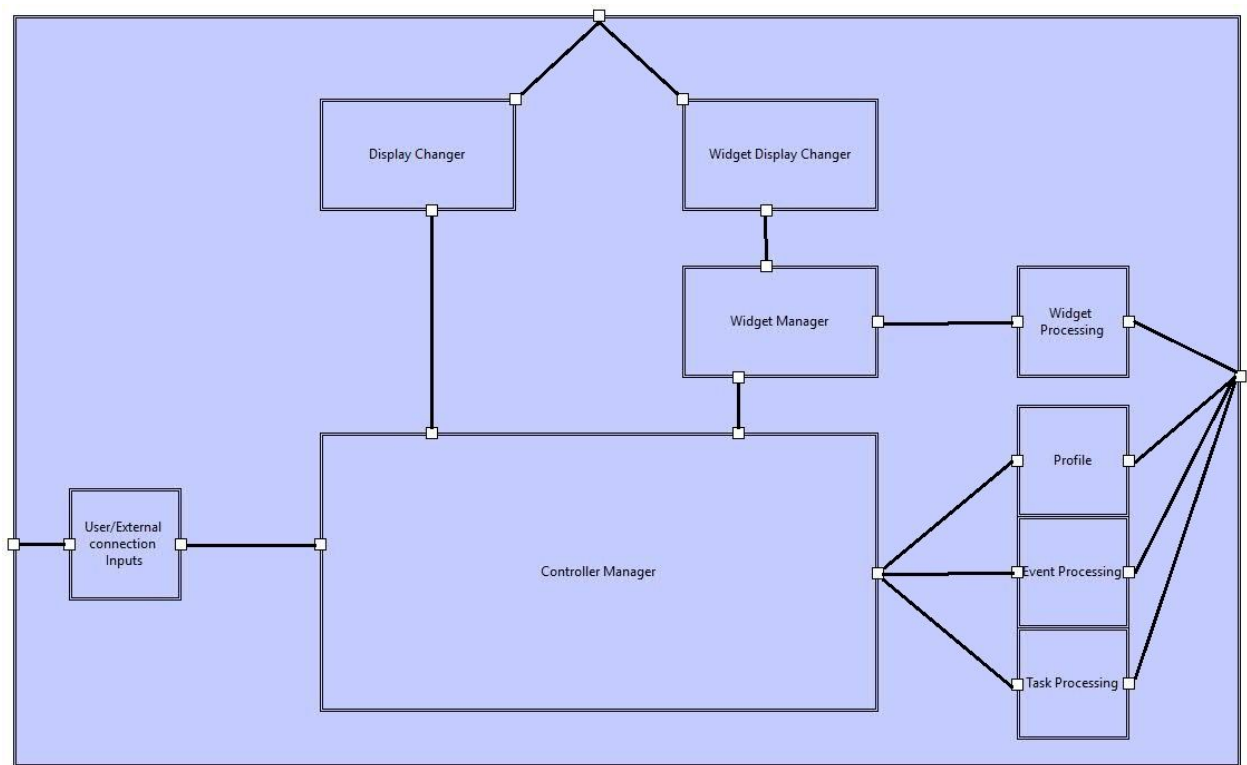 Display Changer
Widget Display Changer
Widget Manager
Widget
Processing
Profile
User/External
connection
Inputs
Controller Manager
Event Processing
Task Processing